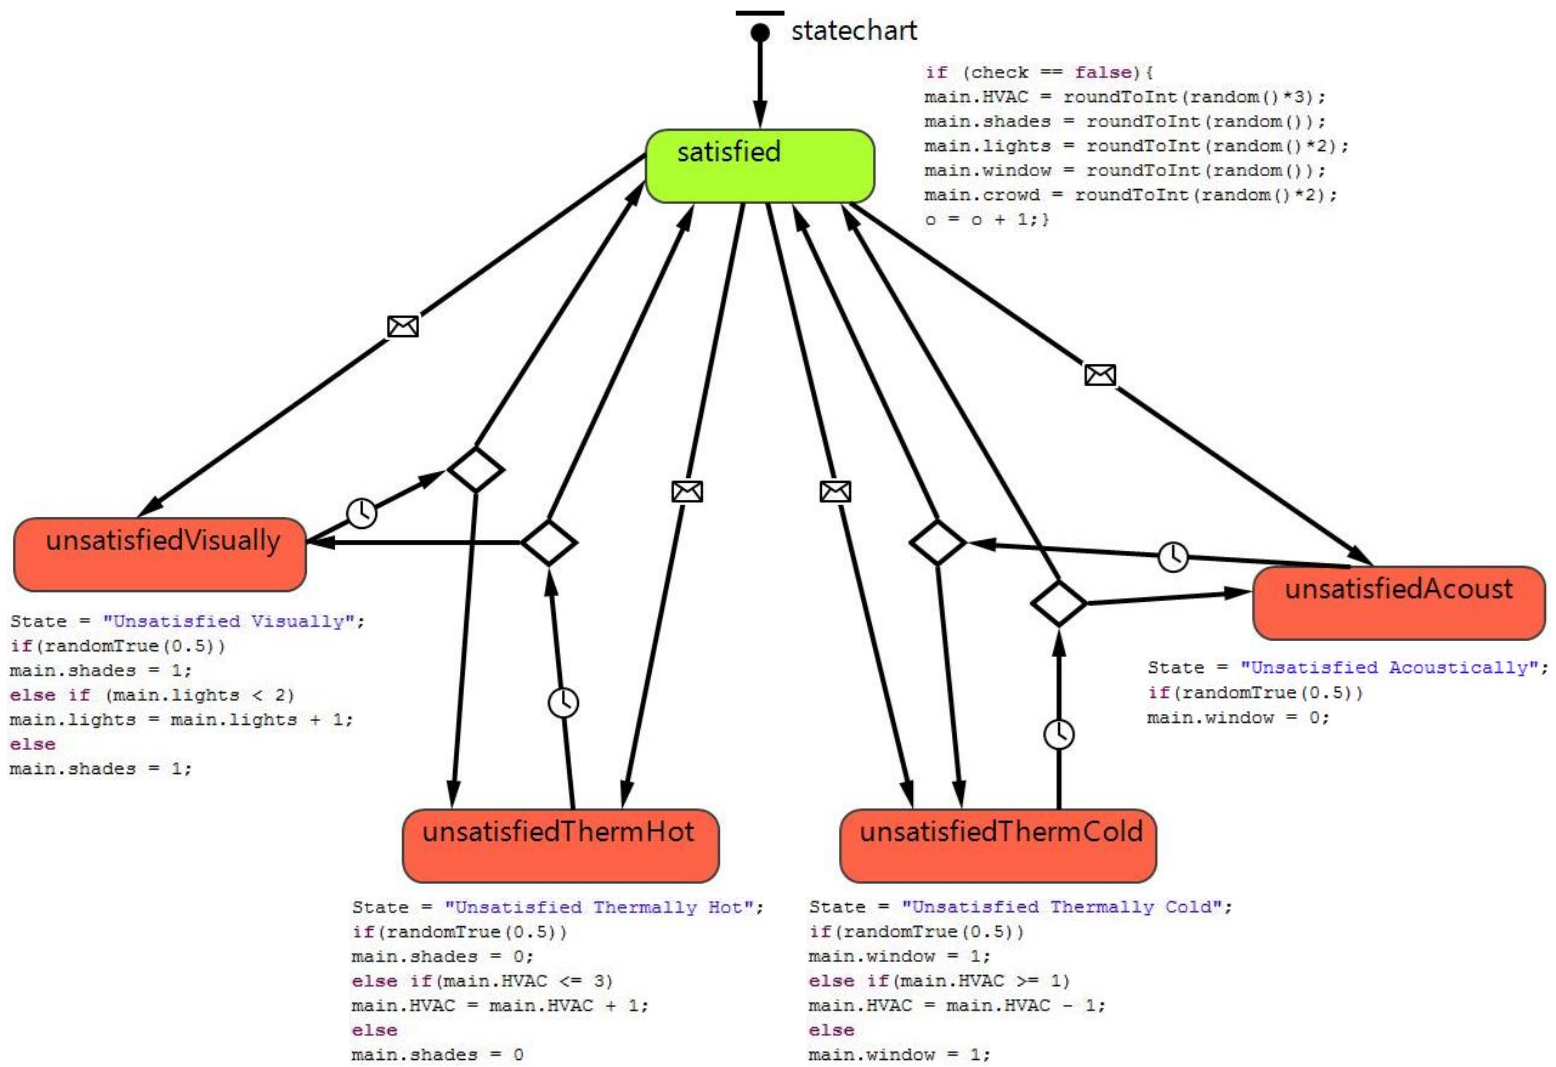 statechart
if (check == false){
main.HVAC = roundToInt(random()*3);
main.shades = roundToInt(random());
main.lights = roundToInt(random()*2);
main.window = roundToInt(random());
main.crowd = roundToInt(random()*2);
o = o + 1;}
satisfied
unsatisfiedVisually
State = "Unsatisfied Visually";
if(randomTrue(0.5))
main.shades = 1;
else if (main.lights < 2)
main.lights = main.lights + 1;
else
main.shades = 1;
unsatisfiedAcoust
State = "Unsatisfied Acoustically";
if(randomTrue(0.5))
main.window = 0;
unsatisfiedThermHot
State = "Unsatisfied Thermally Hot";
if(randomTrue(0.5))
main.shades = 0;
else if(main.HVAC <= 3)
main.HVAC = main.HVAC + 1;
else
main.shades = 0
unsatisfiedThermCold
State = "Unsatisfied Thermally Cold";
if(randomTrue(0.5))
main.window = 1;
else if(main.HVAC >= 1)
main.HVAC = main.HVAC - 1;
else
main.window = 1;